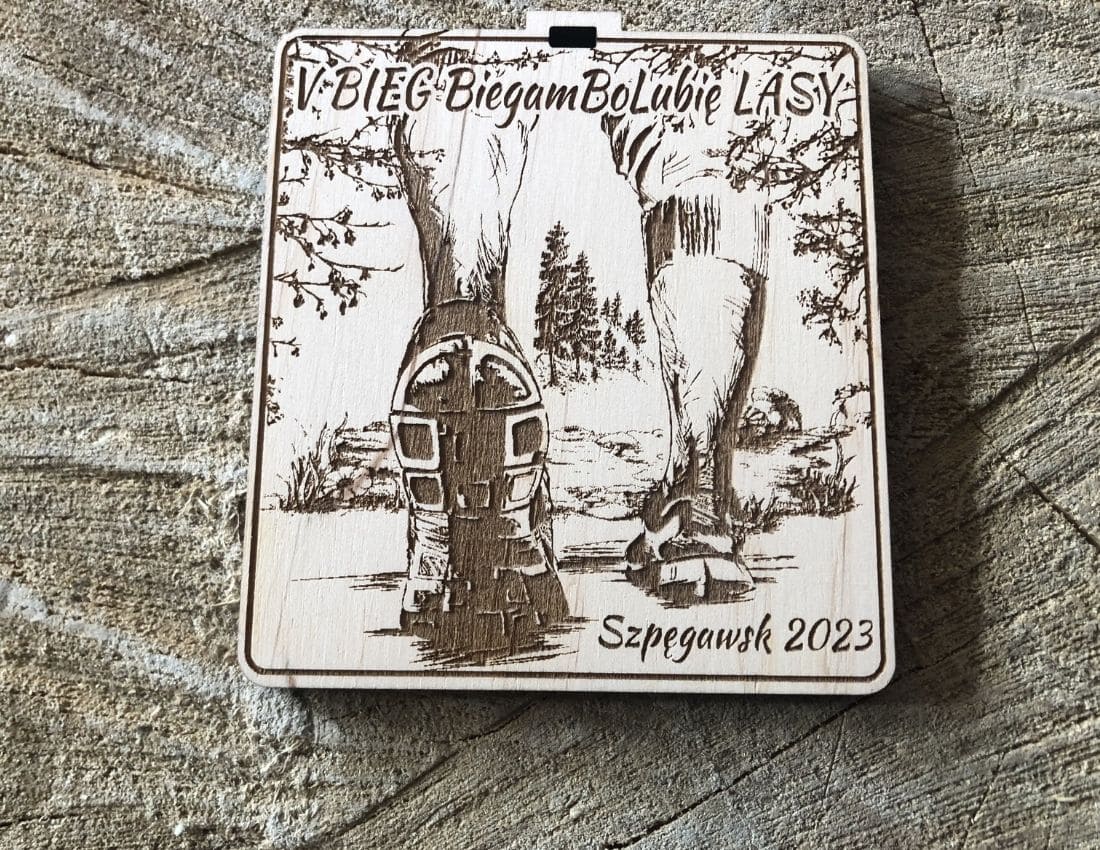 V BIEG BiegamBoLubię LASY
Szpęgawsk 2023